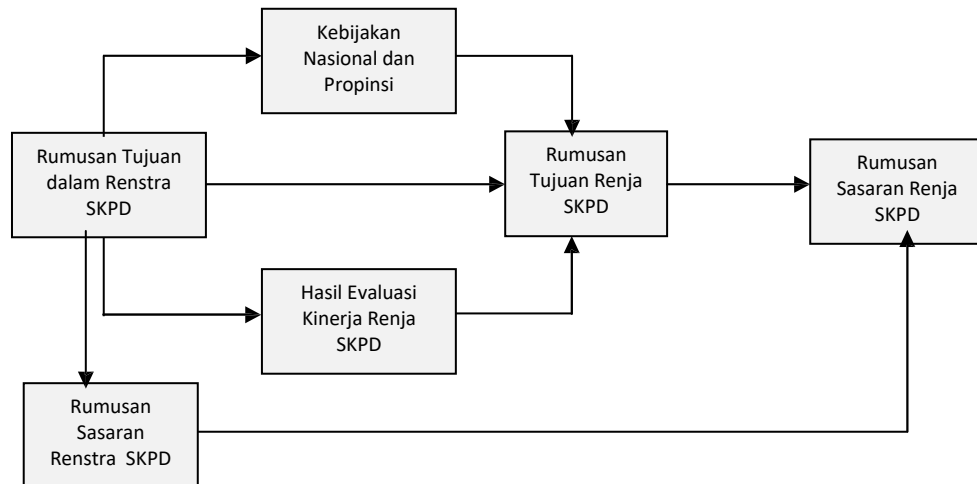 Kebijakan
Nasional dan
Propinsi
Rumusan Tujuan
dalam Renstra
SKPD
Rumusan
Tujuan Renja
SKPD
Rumusan
Sasaran Renja
SKPD
Hasil Evaluasi
Kinerja Renja
SKPD
Rumusan
Sasaran
Renstra SKPD